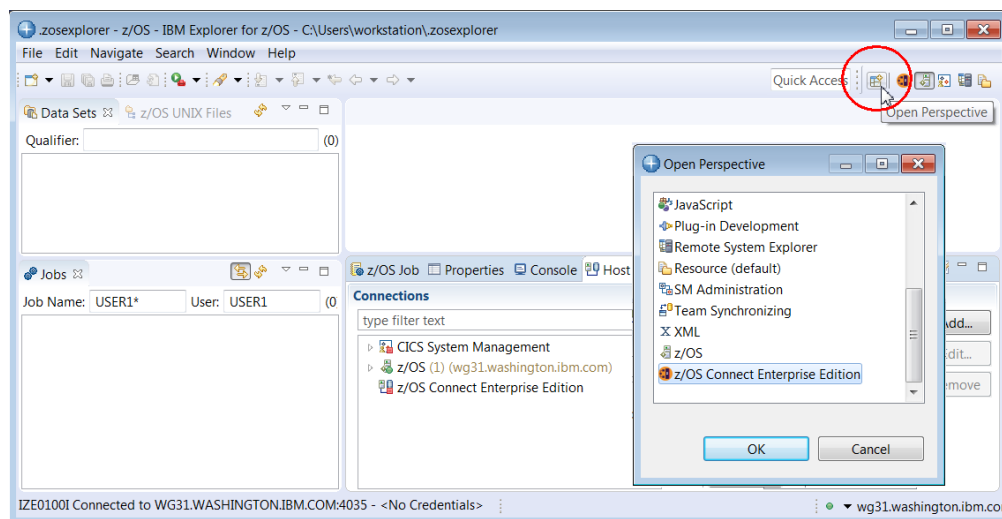 .zosexplorer - z/OS - IBM Explorer for z/OS - C:\Users\workstation\.zosexplorer
File Edit Navigate Search Window Help
Quick Access
Open Perspective
Data Sets z/OS UNIX Files
Qualifier: (0)
Open Perspective
JavaScript
Plug-in Development
Remote System Explorer
Resource (default)
SM Administration
Team Synchronizing
XML
z/OS
z/OS Connect Enterprise Edition
OK Cancel
Jobs
Job Name: USER1* User: USER1 (0
z/OS Job Properties Console Host
Connections
type filter text
CICS System Management
z/OS (1) (wg31.washington.ibm.com)
z/OS Connect Enterprise Edition
Add...
Edit...
emove
IZE0100I Connected to WG31.WASHINGTON.IBM.COM:4035 - <No Credentials>
wg31.washington.ibm.co